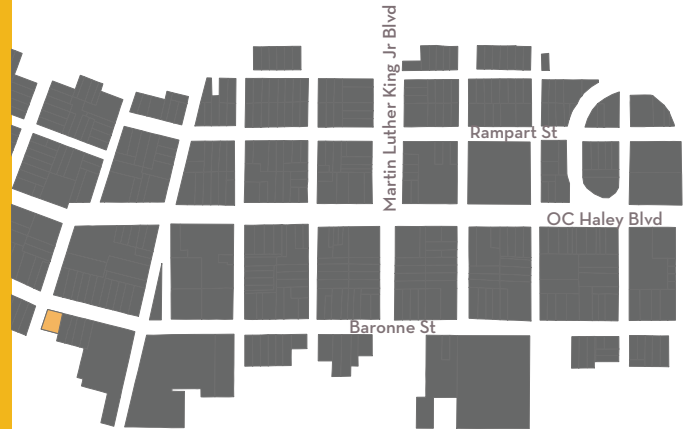 Martin Luther King Jr Blvd
Rampart St
OC Haley Blvd
Baronne St